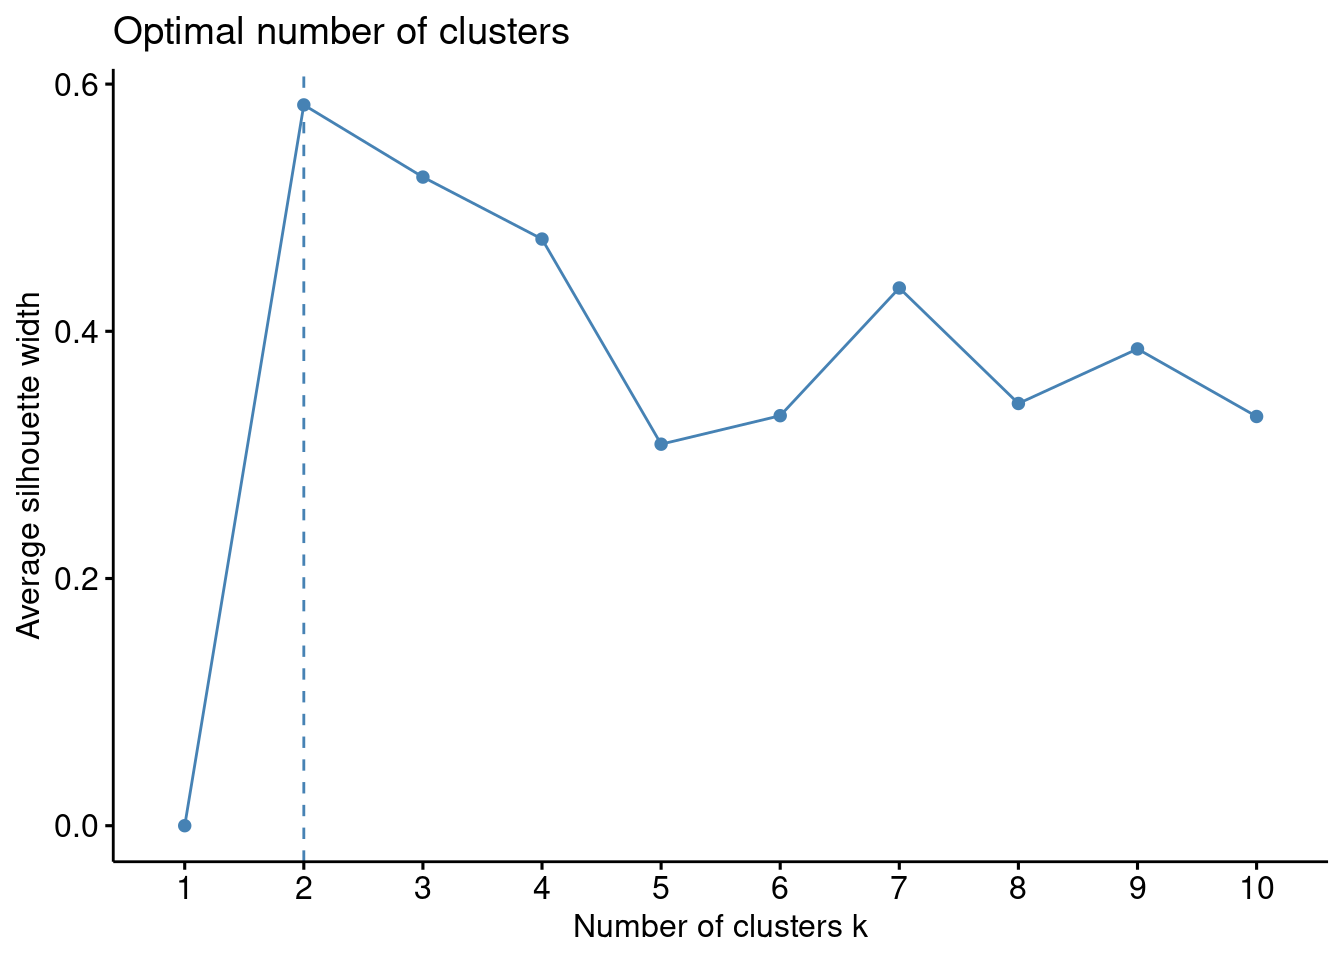 Optimal number of clusters
0.6
0.4
0.2
0.0
Average silhouette width
1 2 3 4 5 6 7 8 9 10
Number of clusters k